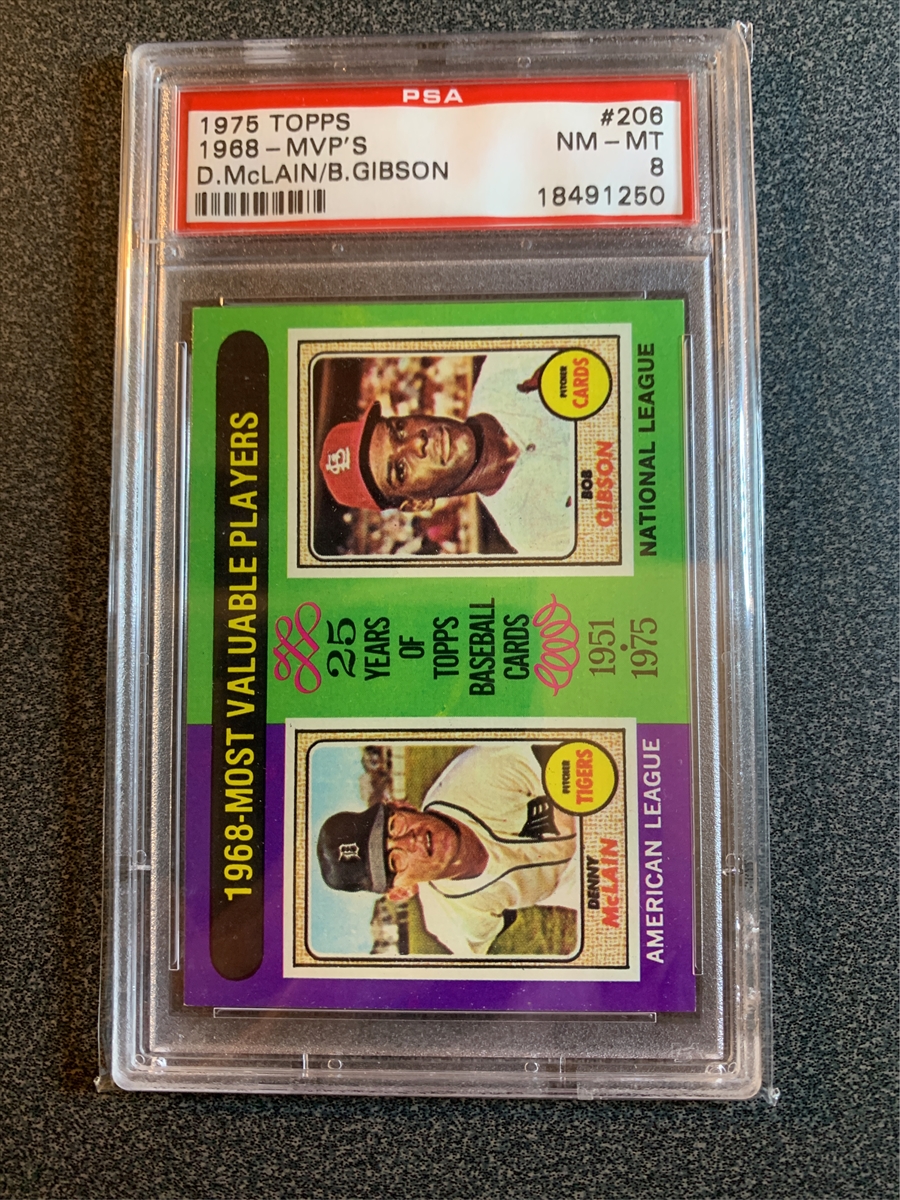 PSA
1975 TOPPS #206
1968-MVP'S NM-MT
D.McLAIN/B.GIBSON 8
18491250
1968-MOST VALUABLE PLAYERS
D
DENNY
McLAIN
PITCHER
TIGERS
AMERICAN LEAGUE
25
YEARS
OF
TOPPS
BASEBALL
CARDS
1951
•
1975
STL
BOB
GIBSON
PITCHER
CARDS
NATIONAL LEAGUE